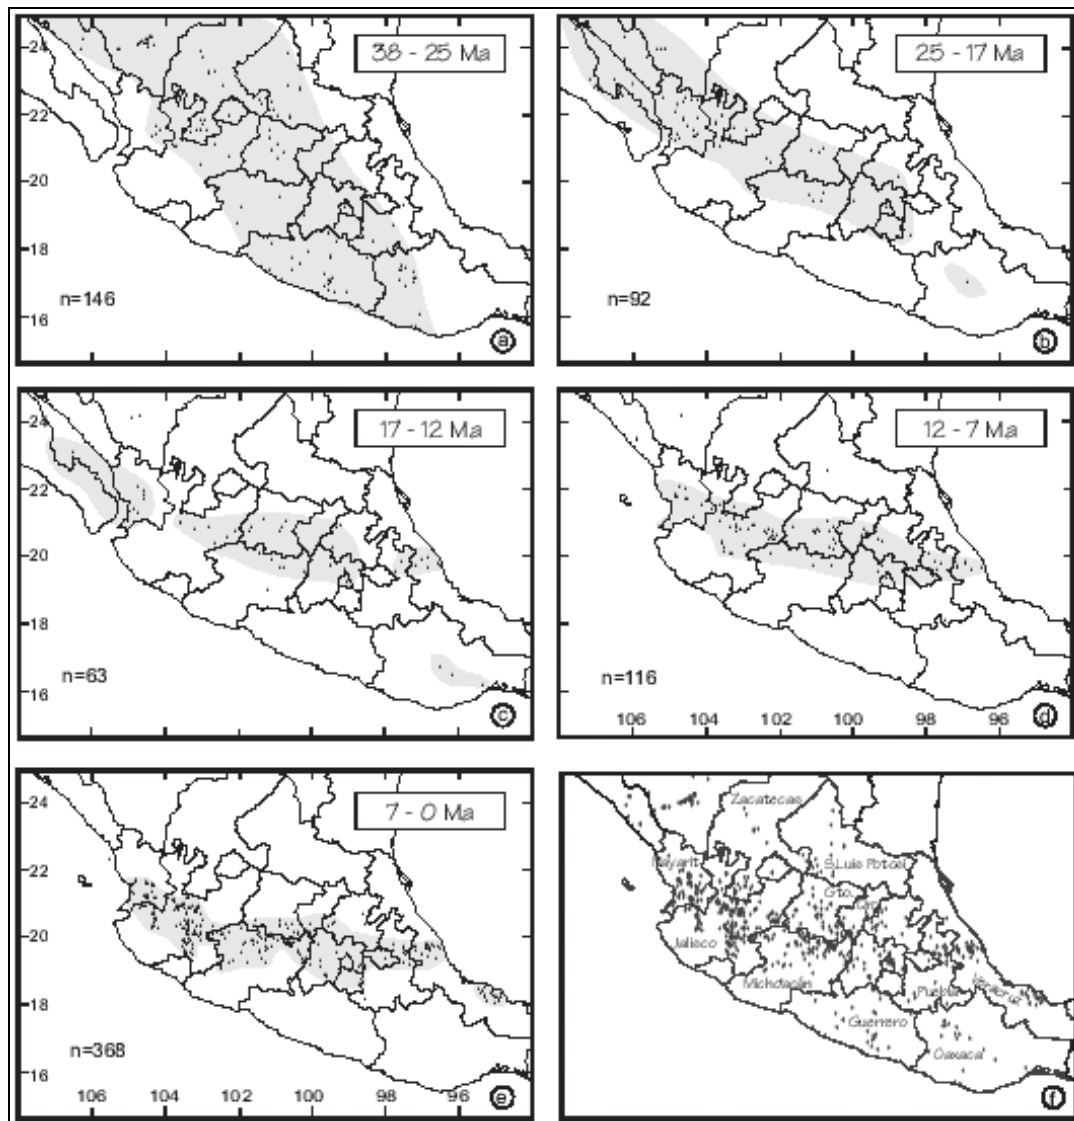 38 - 25 Ma
24
22
20
18
16
n=146
a
25 - 17 Ma
n=92
b
17 - 12 Ma
24
22
20
18
16
n=63
c
12 - 7 Ma
n=116
106 104 102 100 98 96
d
7 - 0 Ma
24
22
20
18
16
n=368
106 104 102 100 98 96
e
Zacatecas
Nayarit
S.Luis Potosí
Gto.
Jalisco
Michoacán
Puebla
Veracruz
Guerrero
Oaxaca
f